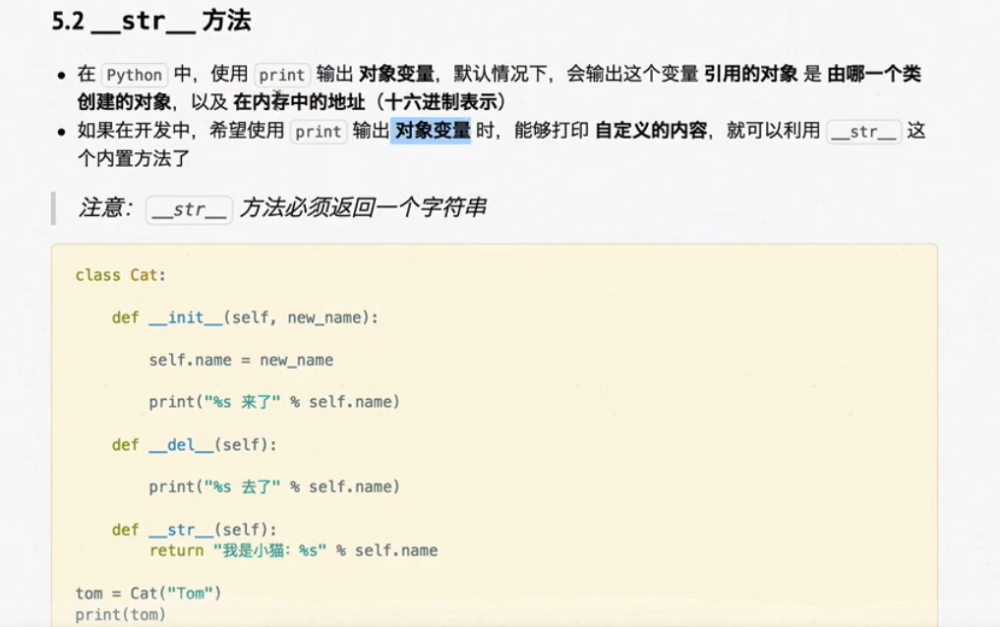 5.2 __str__ 方法
• 在 Python 中，使用 print 输出 对象变量，默认情况下，会输出这个变量 引用的对象 是 由哪一个类
创建的对象，以及 在内存中的地址（十六进制表示）
• 如果在开发中，希望使用 print 输出 对象变量 时，能够打印 自定义的内容，就可以利用 __str__ 这
个内置方法了
注意：__str__ 方法必须返回一个字符串
class Cat:
def __init__(self, new_name):
self.name = new_name
print("%s 来了" % self.name)
def __del__(self):
print("%s 去了" % self.name)
def __str__(self):
return "我是小猫：%s" % self.name
tom = Cat("Tom")
print(tom)